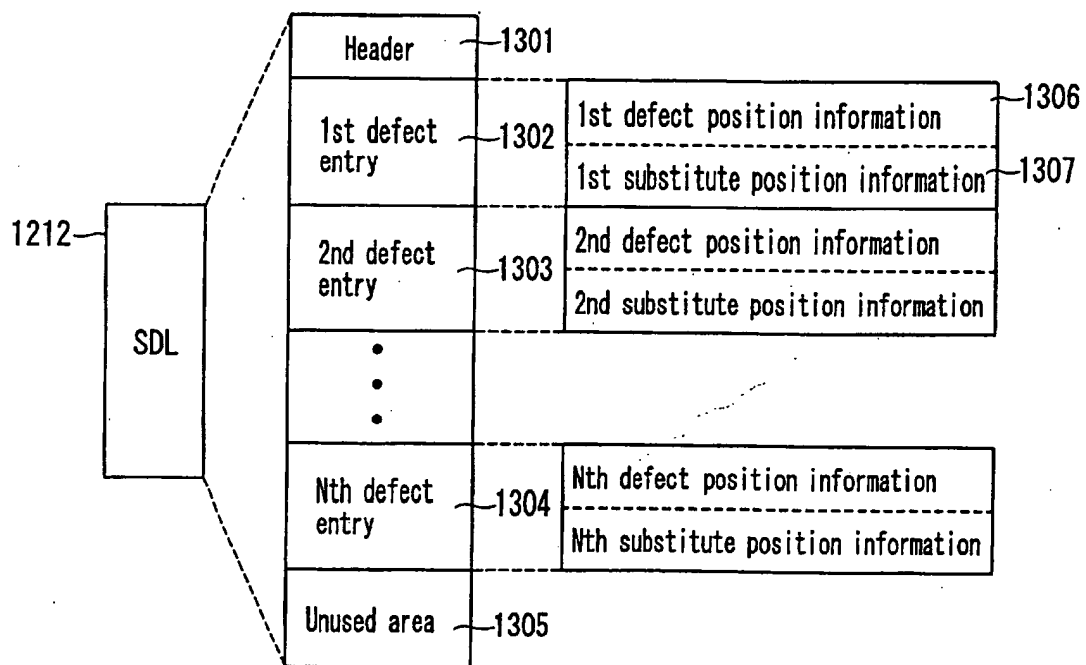 Header
1301
1st defect
entry
1302
1st defect position information
1306
1st substitute position information
1307
1212
SDL
2nd defect
entry
1303
2nd defect position information
2nd substitute position information
Nth defect
entry
1304
Nth defect position information
Nth substitute position information
Unused area
1305